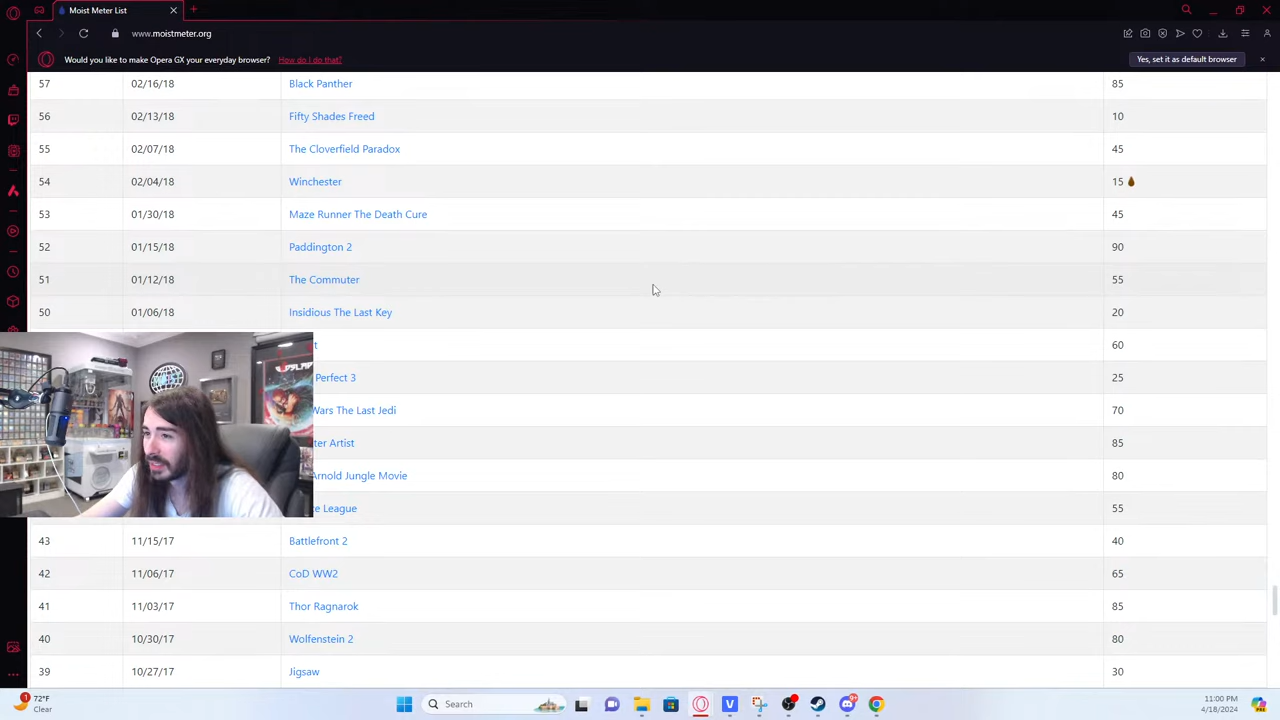 Moist Meter List
www.moistmeter.org
Would you like to make Opera GX your everyday browser? How do I do that? Yes, set it as default browser
57 02/16/18 Black Panther 85
56 02/13/18 Fifty Shades Freed 10
55 02/07/18 The Cloverfield Paradox 45
54 02/04/18 Winchester 15
53 01/30/18 Maze Runner The Death Cure 45
52 01/15/18 Paddington 2 90
51 01/12/18 The Commuter 55
50 01/06/18 Insidious The Last Key 20
60
Perfect 3 25
Wars The Last Jedi 70
Artist 85
Arnold Jungle Movie 80
League 55
43 11/15/17 Battlefront 2 40
42 11/06/17 CoD WW2 65
41 11/03/17 Thor Ragnarok 85
40 10/30/17 Wolfenstein 2 80
39 10/27/17 Jigsaw 30
72°F
Clear
Search
11:00 PM
4/18/2024